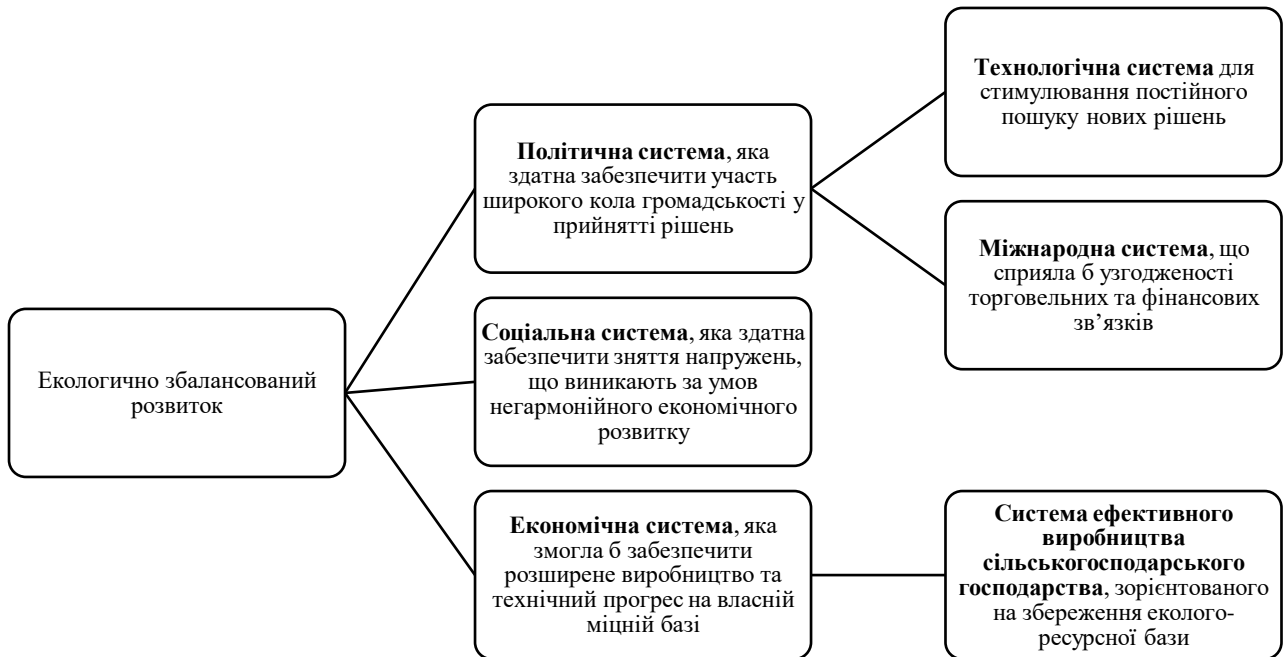 Екологично збалансований
розвиток
Політична система, яка
здатна забезпечити участь
широкого кола громадськості у
прийнятті рішень
Технологічна система для
стимулювання постійного
пошуку нових рішень
Міжнародна система, що
сприяла б узгодженості
торговельних та фінансових
зв’язків
Соціальна система, яка здатна
забезпечити зняття напружень,
що виникають за умов
негармонійного економічного
розвитку
Економічна система, яка
змогла б забезпечити
розширене виробництво та
технічний прогрес на власній
міцній базі
Система ефективного
виробництва
сільськогосподарського
господарства, зорієнтованого
на збереження еколого-
ресурсної бази